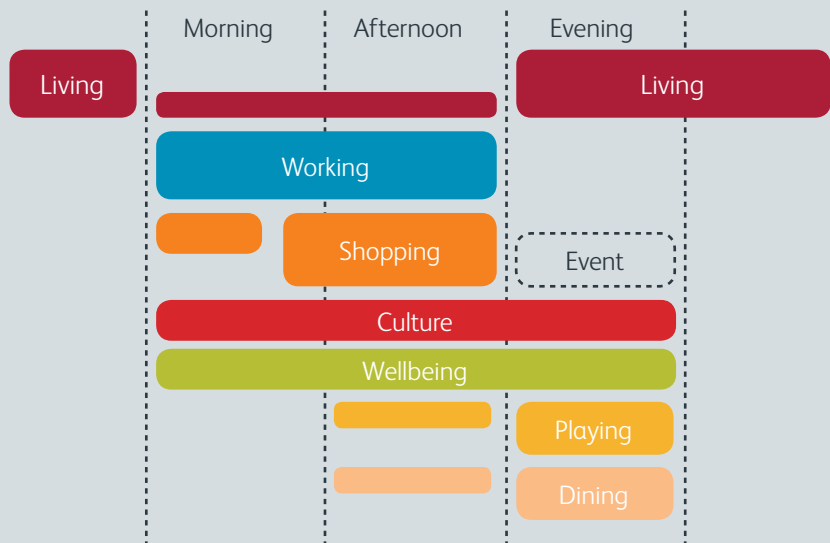 Morning
Afternoon
Evening
Living
Living
Working
Shopping
Event
Culture
Wellbeing
Playing
Dining